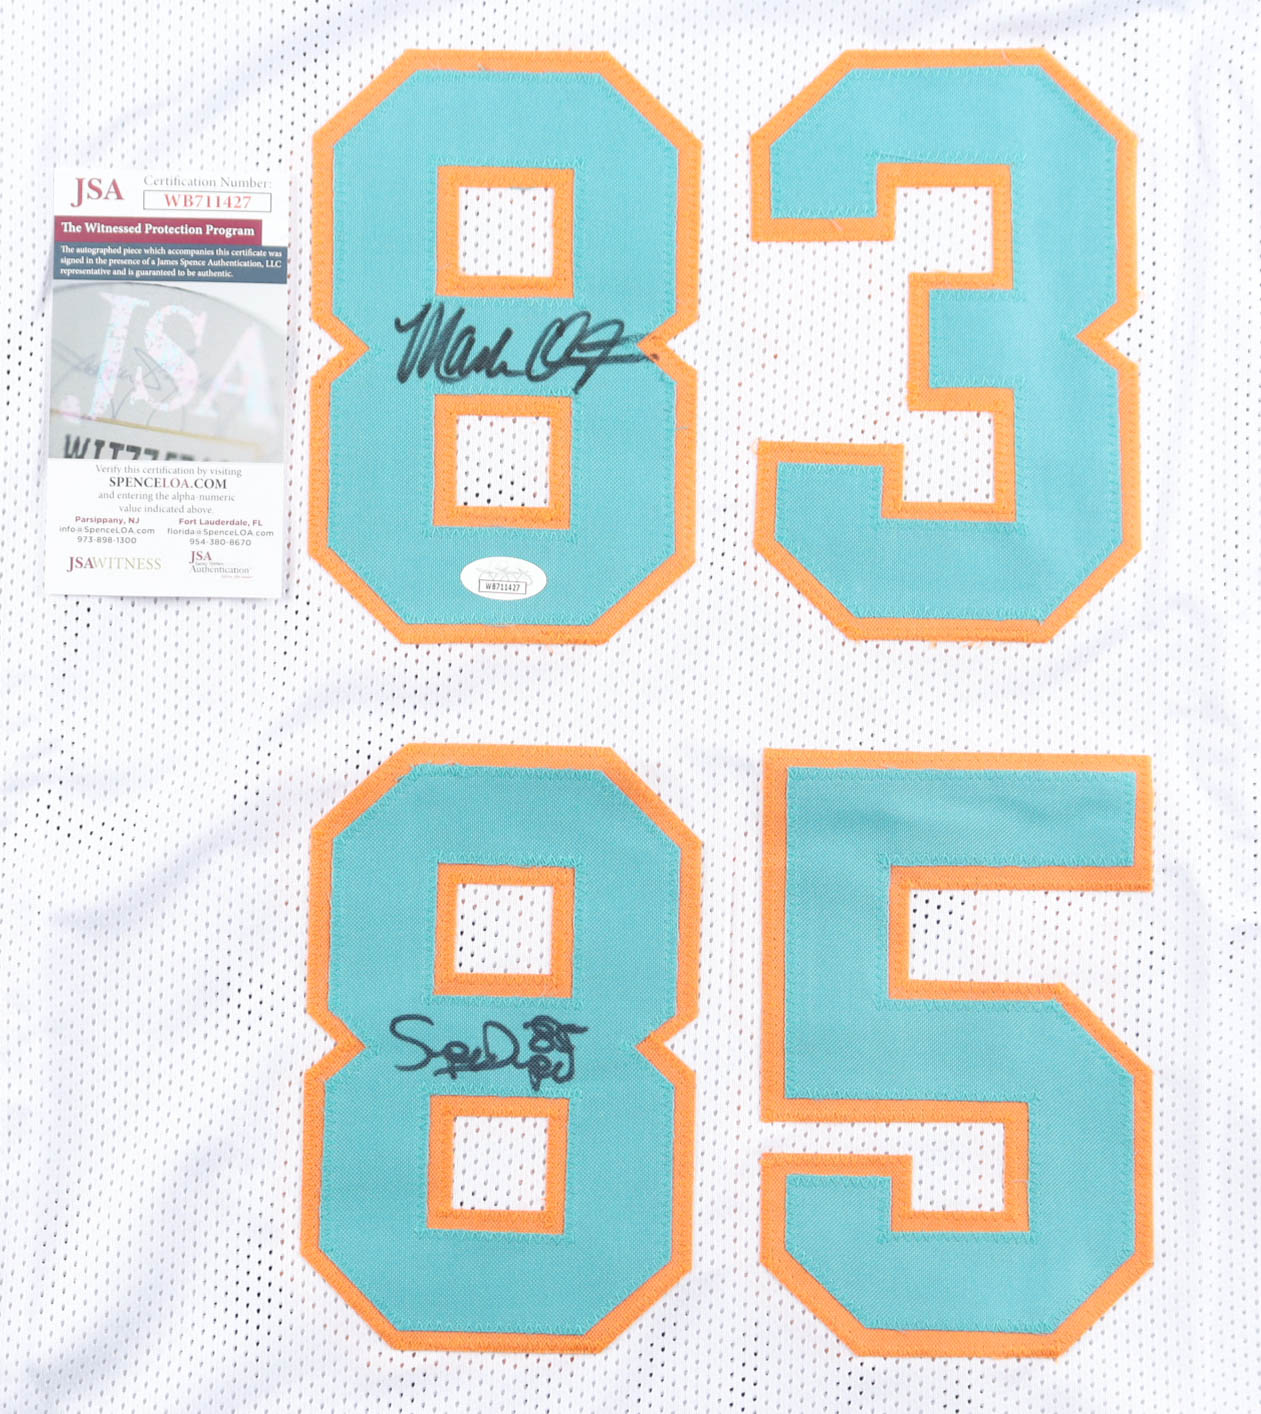 JSA Certification Number:
WB711427
The Witnessed Protection Program
The autographed piece which accompanies this certificate was
signed in the presence of a James Spence Authentication, LLC
representative and is guaranteed to be authentic.
JSA
Verify this certification by visiting
SPENCELOA.COM
and entering the alpha-numeric
value indicated above.
Parsippany, NJ
info@SpenceLOA.com
973-898-1300
Fort Lauderdale, FL
florida@SpenceLOA.com
954-380-8670
JSAWITNESS
JSA
Authentication
83
Mark
WB711427
85
85